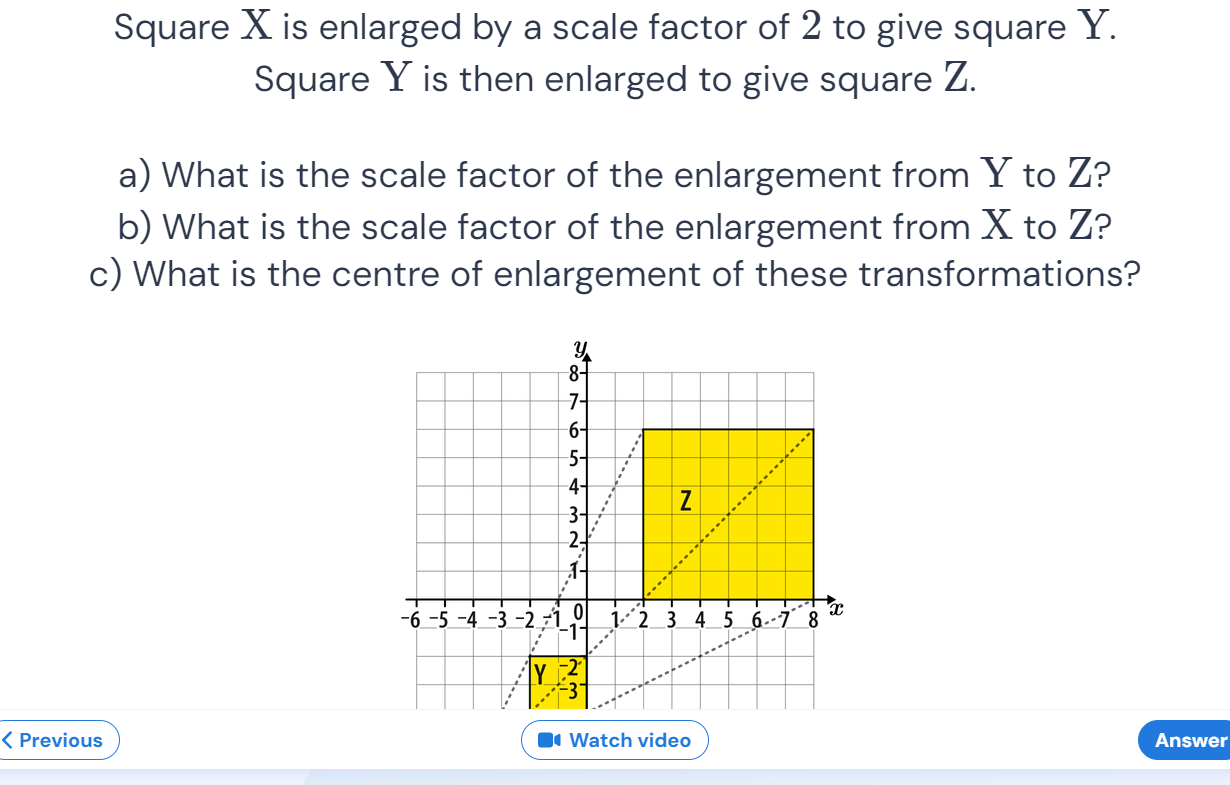 Square X is enlarged by a scale factor of 2 to give square Y.
Square Y is then enlarged to give square Z.
a) What is the scale factor of the enlargement from Y to Z?
b) What is the scale factor of the enlargement from X to Z?
c) What is the centre of enlargement of these transformations?
y
8
7
6
5
Z
4
3
2
1
-6 -5 -4 -3 -2 -1 0 1 2 3 4 5 6 7 8 x
-1
Y -2
-3
Previous
Watch video
Answer